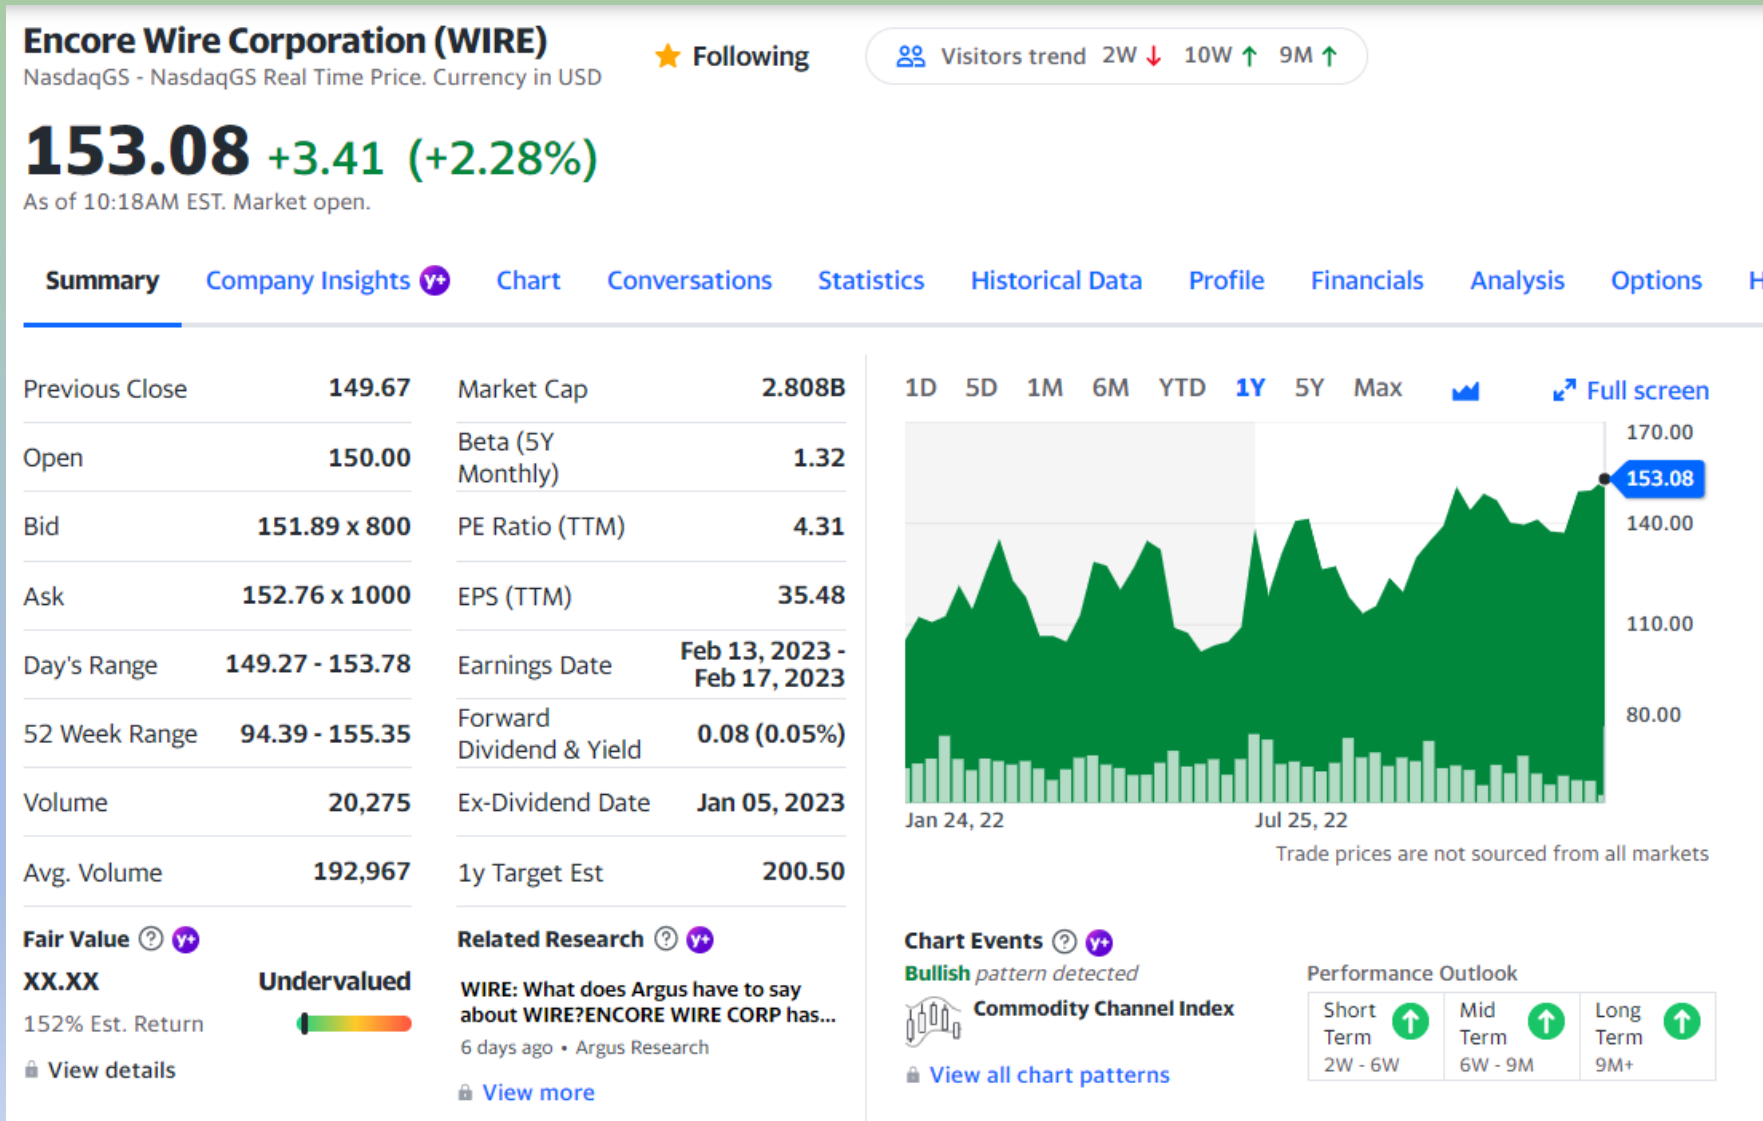 Encore Wire Corporation (WIRE)
NasdaqGS - NasdaqGS Real Time Price. Currency in USD
Following
Visitors trend 2W ↓ 10W ↑ 9M ↑
153.08 +3.41 (+2.28%)
As of 10:18AM EST. Market open.
Summary Company Insights y+ Chart Conversations Statistics Historical Data Profile Financials Analysis Options H
Previous Close 149.67
Open 150.00
Bid 151.89 x 800
Ask 152.76 x 1000
Day's Range 149.27 - 153.78
52 Week Range 94.39 - 155.35
Volume 20,275
Avg. Volume 192,967
Market Cap 2.808B
Beta (5Y
Monthly) 1.32
PE Ratio (TTM) 4.31
EPS (TTM) 35.48
Earnings Date Feb 13, 2023 -
Feb 17, 2023
Forward
Dividend & Yield 0.08 (0.05%)
Ex-Dividend Date Jan 05, 2023
1y Target Est 200.50
1D 5D 1M 6M YTD 1Y 5Y Max Full screen
170.00
153.08
140.00
110.00
80.00
Jan 24, 22 Jul 25, 22
Trade prices are not sourced from all markets
Fair Value ? y+
XX.XX Undervalued
152% Est. Return
View details
Related Research ? y+
WIRE: What does Argus have to say
about WIRE?ENCORE WIRE CORP has...
6 days ago • Argus Research
View more
Chart Events ? y+
Bullish pattern detected
Commodity Channel Index
View all chart patterns
Performance Outlook
Short
Term
2W - 6W
Mid
Term
6W - 9M
Long
Term
9M+